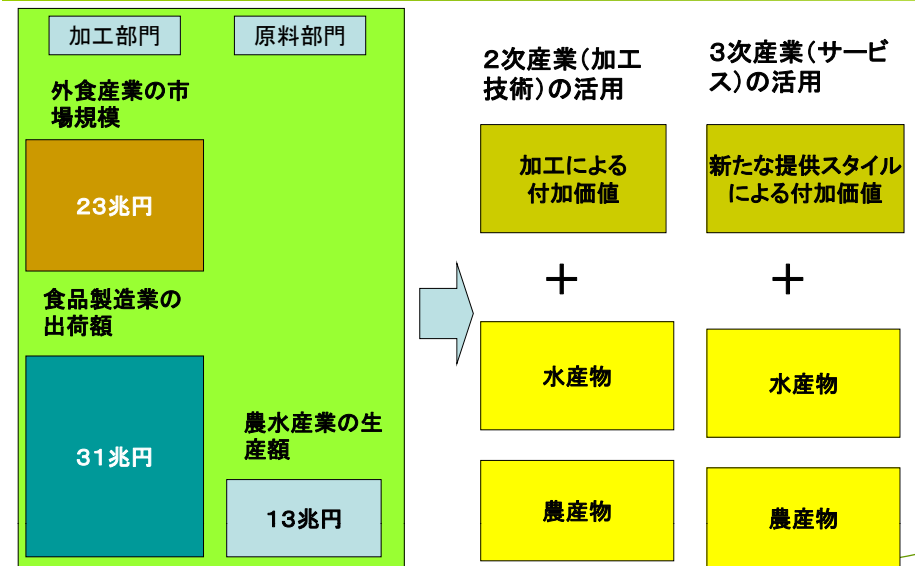 加工部門
原料部門
外食産業の市
場規模
23兆円
食品製造業の
出荷額
31兆円
農水産業の生
産額
13兆円
2次産業(加工
技術)の活用
加工による
付加価値
＋
水産物
農産物
3次産業(サービ
ス)の活用
新たな提供スタイル
による付加価値
＋
水産物
農産物